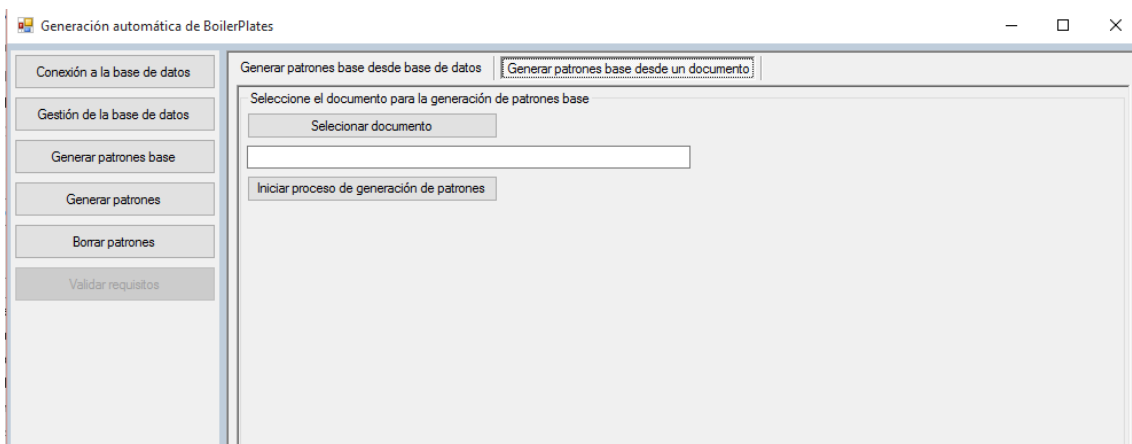 Generación automática de BoilerPlates
Conexión a la base de datos
Gestión de la base de datos
Generar patrones base
Generar patrones
Borrar patrones
Validar requisitos
Generar patrones base desde base de datos
Generar patrones base desde un documento
Seleccione el documento para la generación de patrones base
Selecionar documento
Iniciar proceso de generación de patrones